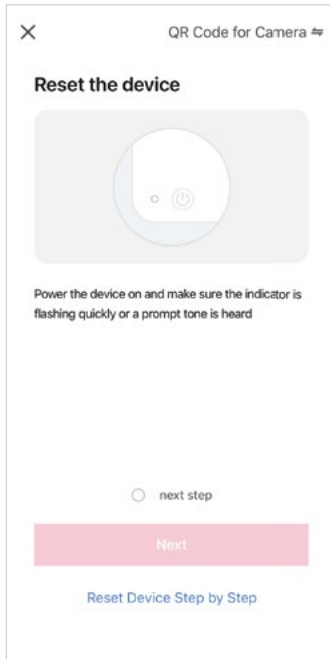 QR Code for Camera
Reset the device
Power the device on and make sure the indicator is
flashing quickly or a prompt tone is heard
next step
Next
Reset Device Step by Step